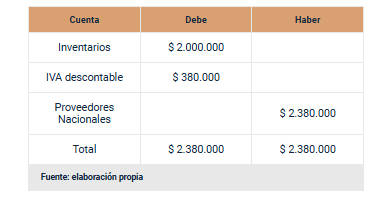 Cuenta Debe Haber
Inventarios $ 2.000.000
IVA descontable $ 380.000
Proveedores
Nacionales $ 2.380.000
Total $ 2.380.000 $ 2.380.000
Fuente: elaboración propia